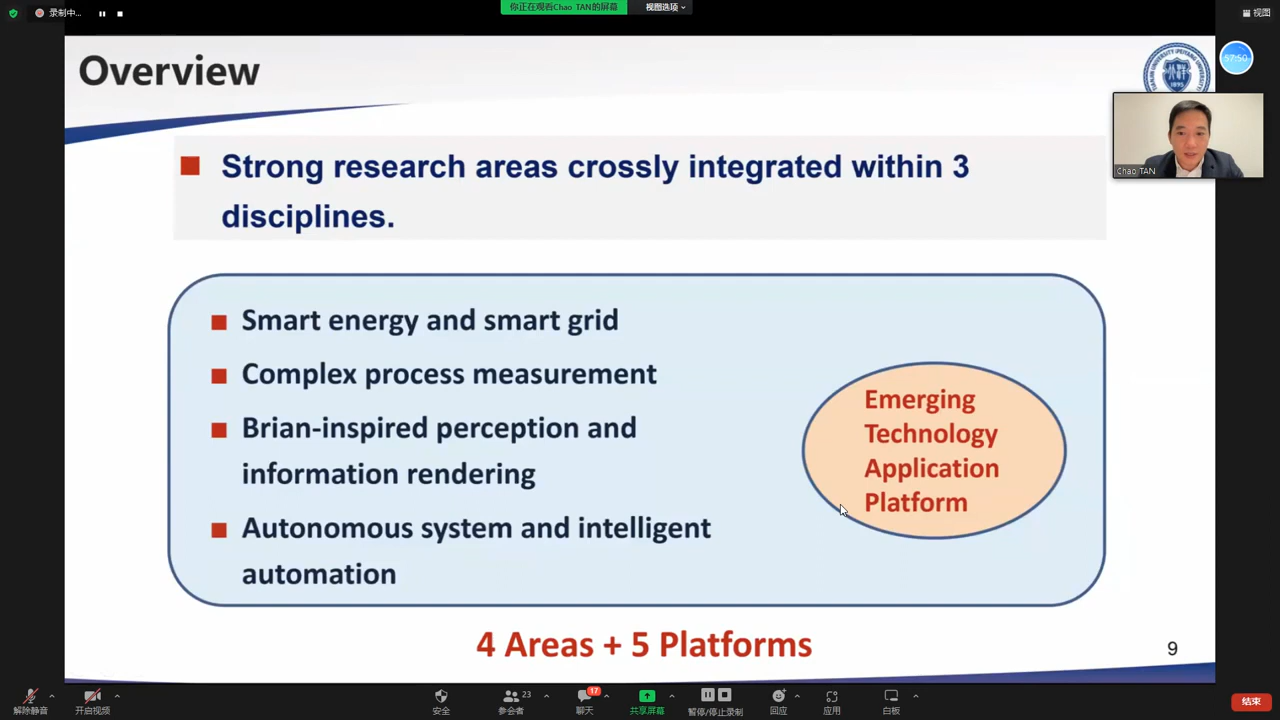 录制中...
你正在观看Chao TAN的屏幕
视图选项
视图
57:50
Overview
1895
Chao TAN
Strong research areas crossly integrated within 3
disciplines.
Smart energy and smart grid
Complex process measurement
Brian-inspired perception and
information rendering
Autonomous system and intelligent
automation
Emerging
Technology
Application
Platform
4 Areas + 5 Platforms
9
解除静音
开启视频
安全
23
参会者
17
聊天
共享屏幕
暂停/停止录制
回应
应用
白板
结束